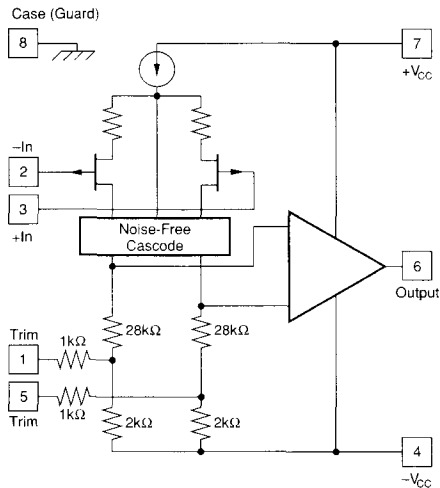 Case (Guard)
8
7
+VCC
–In
2
3
+In
Noise-Free
Cascode
6
Output
28kΩ
28kΩ
Trim
1
1kΩ
5
Trim
1kΩ
2kΩ
2kΩ
4
–VCC